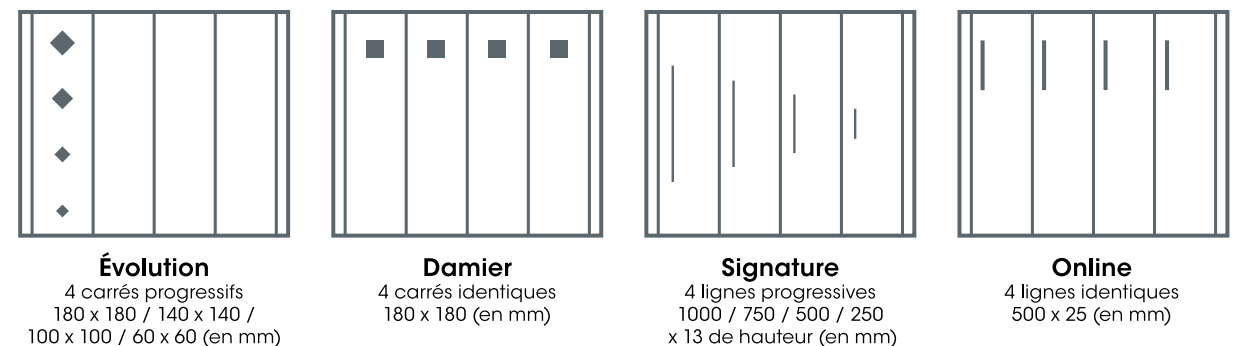 Évolution
4 carrés progressifs
180 x 180 / 140 x 140 /
100 x 100 / 60 x 60 (en mm)
Damier
4 carrés identiques
180 x 180 (en mm)
Signature
4 lignes progressives
1000 / 750 / 500 / 250
x 13 de hauteur (en mm)
Online
4 lignes identiques
500 x 25 (en mm)